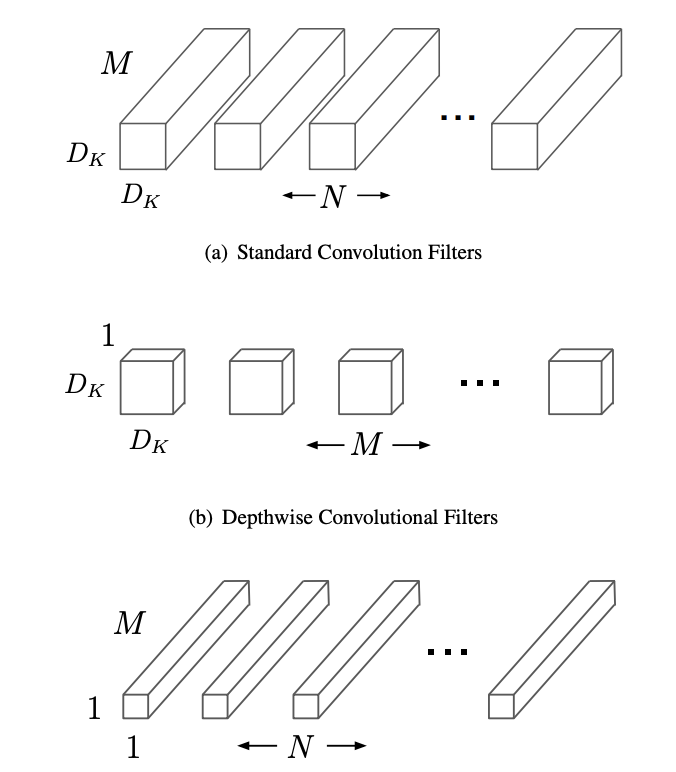 M
D_K
D_K
← N →
...
(a) Standard Convolution Filters
1
D_K
D_K
← M →
...
(b) Depthwise Convolutional Filters
M
...
1
1
← N →